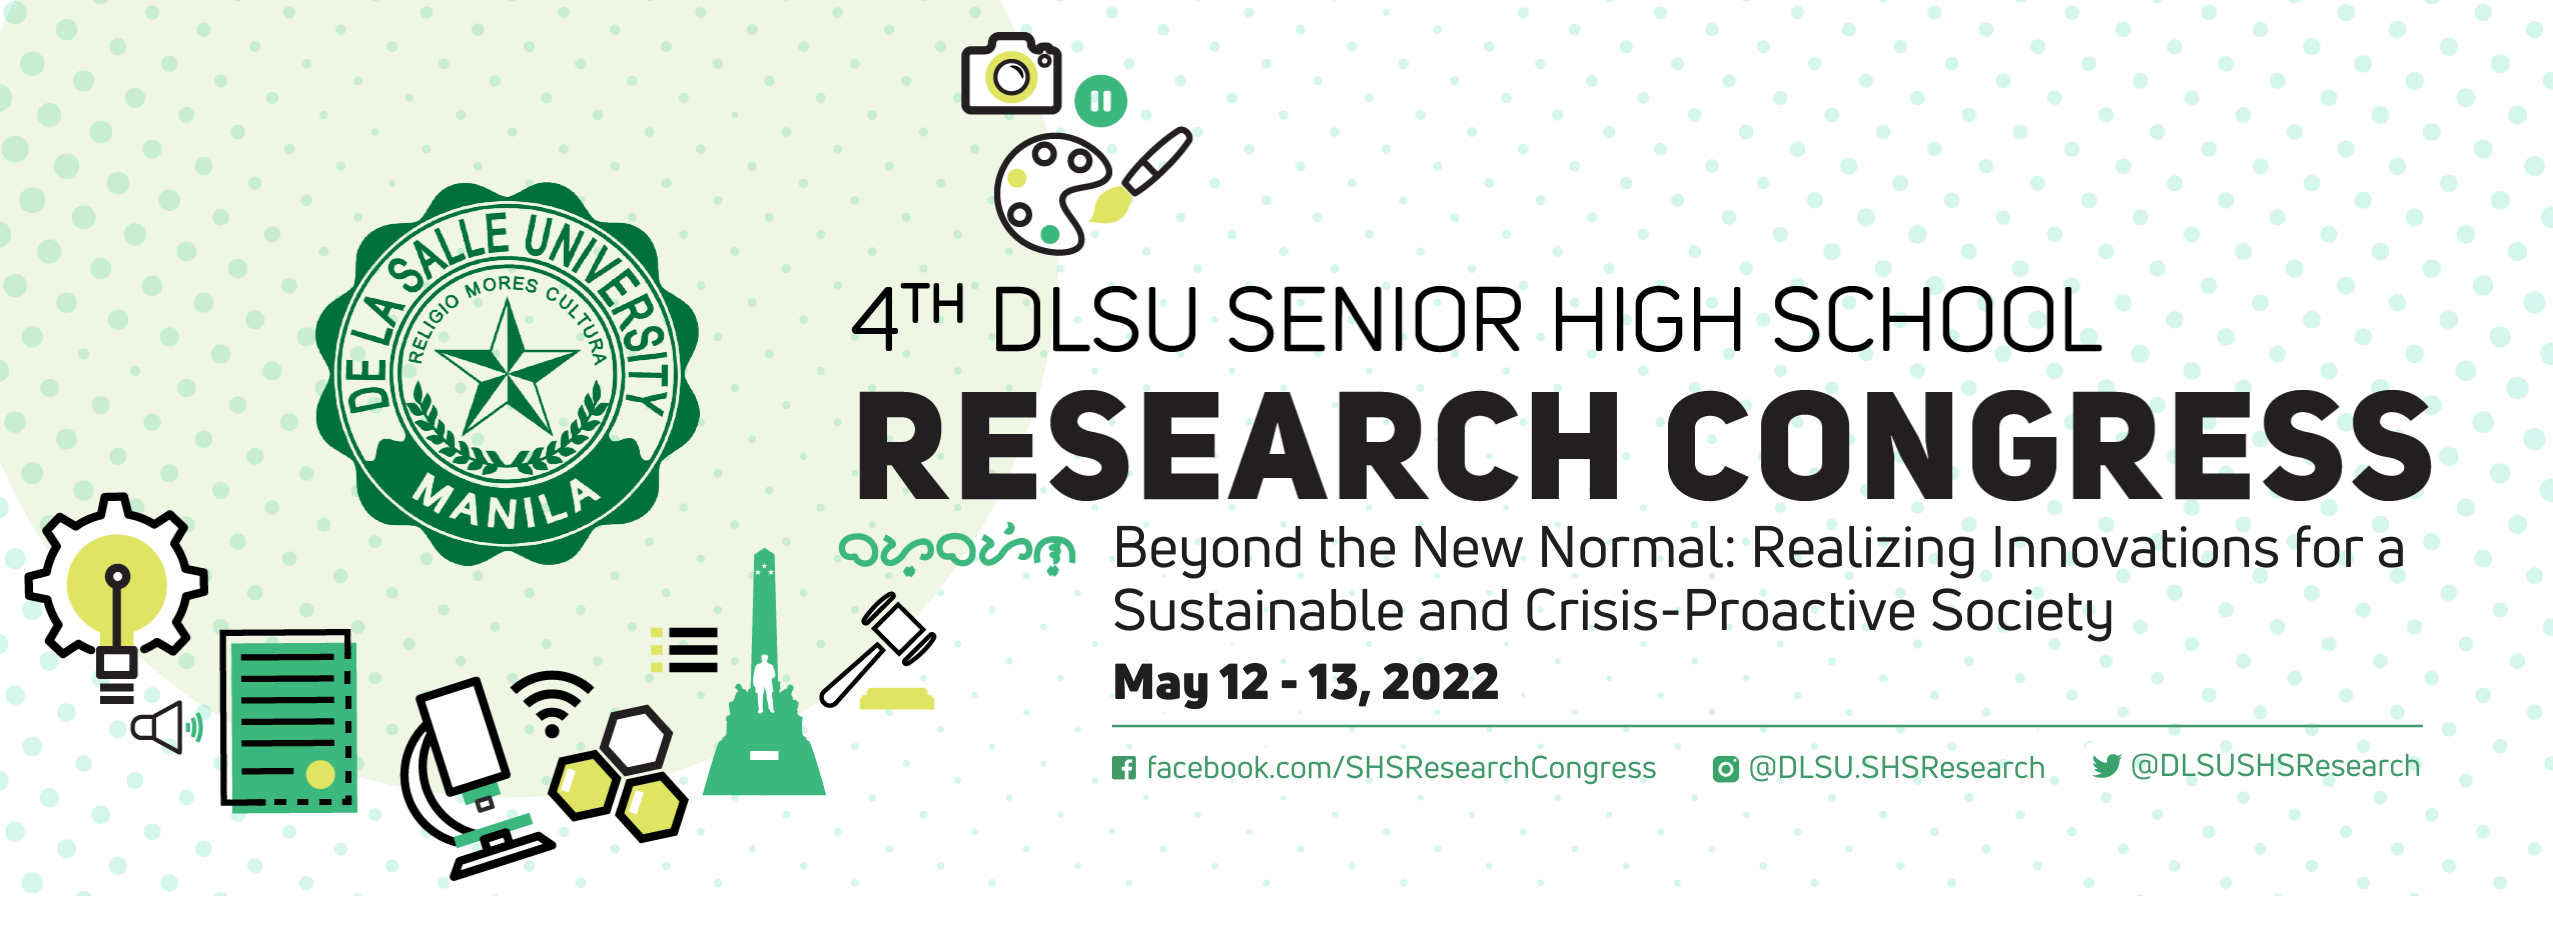 DE LA SALLE UNIVERSITY
RELIGIO MORES CULTURA
MANILA
4TH DLSU SENIOR HIGH SCHOOL
RESEARCH CONGRESS
Beyond the New Normal: Realizing Innovations for a
Sustainable and Crisis-Proactive Society
May 12 - 13, 2022
facebook.com/SHSResearchCongress
@DLSU.SHSResearch
@DLSUSHSResearch